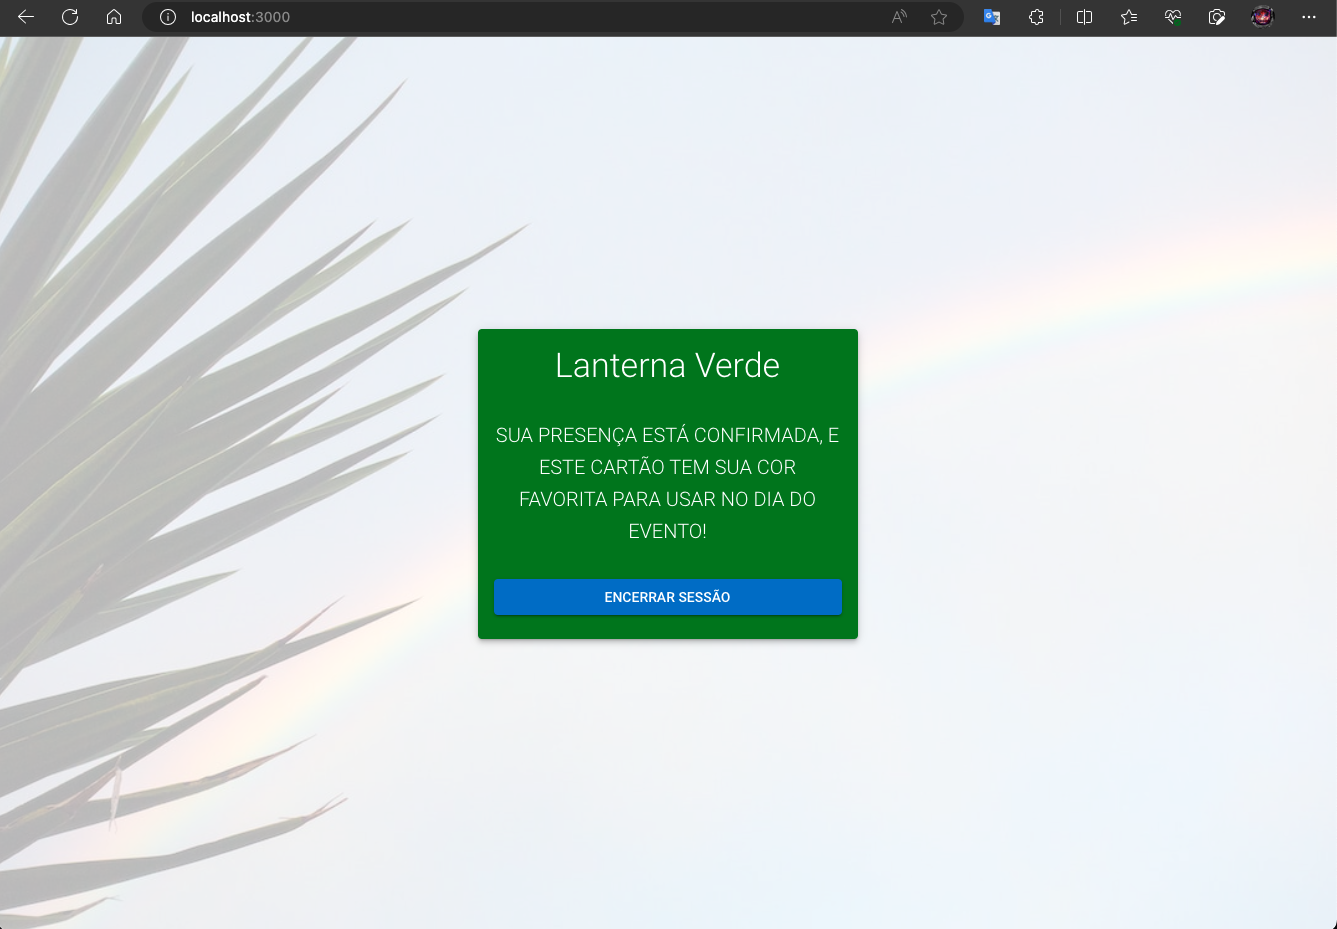 localhost:3000
Lanterna Verde
SUA PRESENÇA ESTÁ CONFIRMADA, E
ESTE CARTÃO TEM SUA COR
FAVORITA PARA USAR NO DIA DO
EVENTO!
ENCERRAR SESSÃO